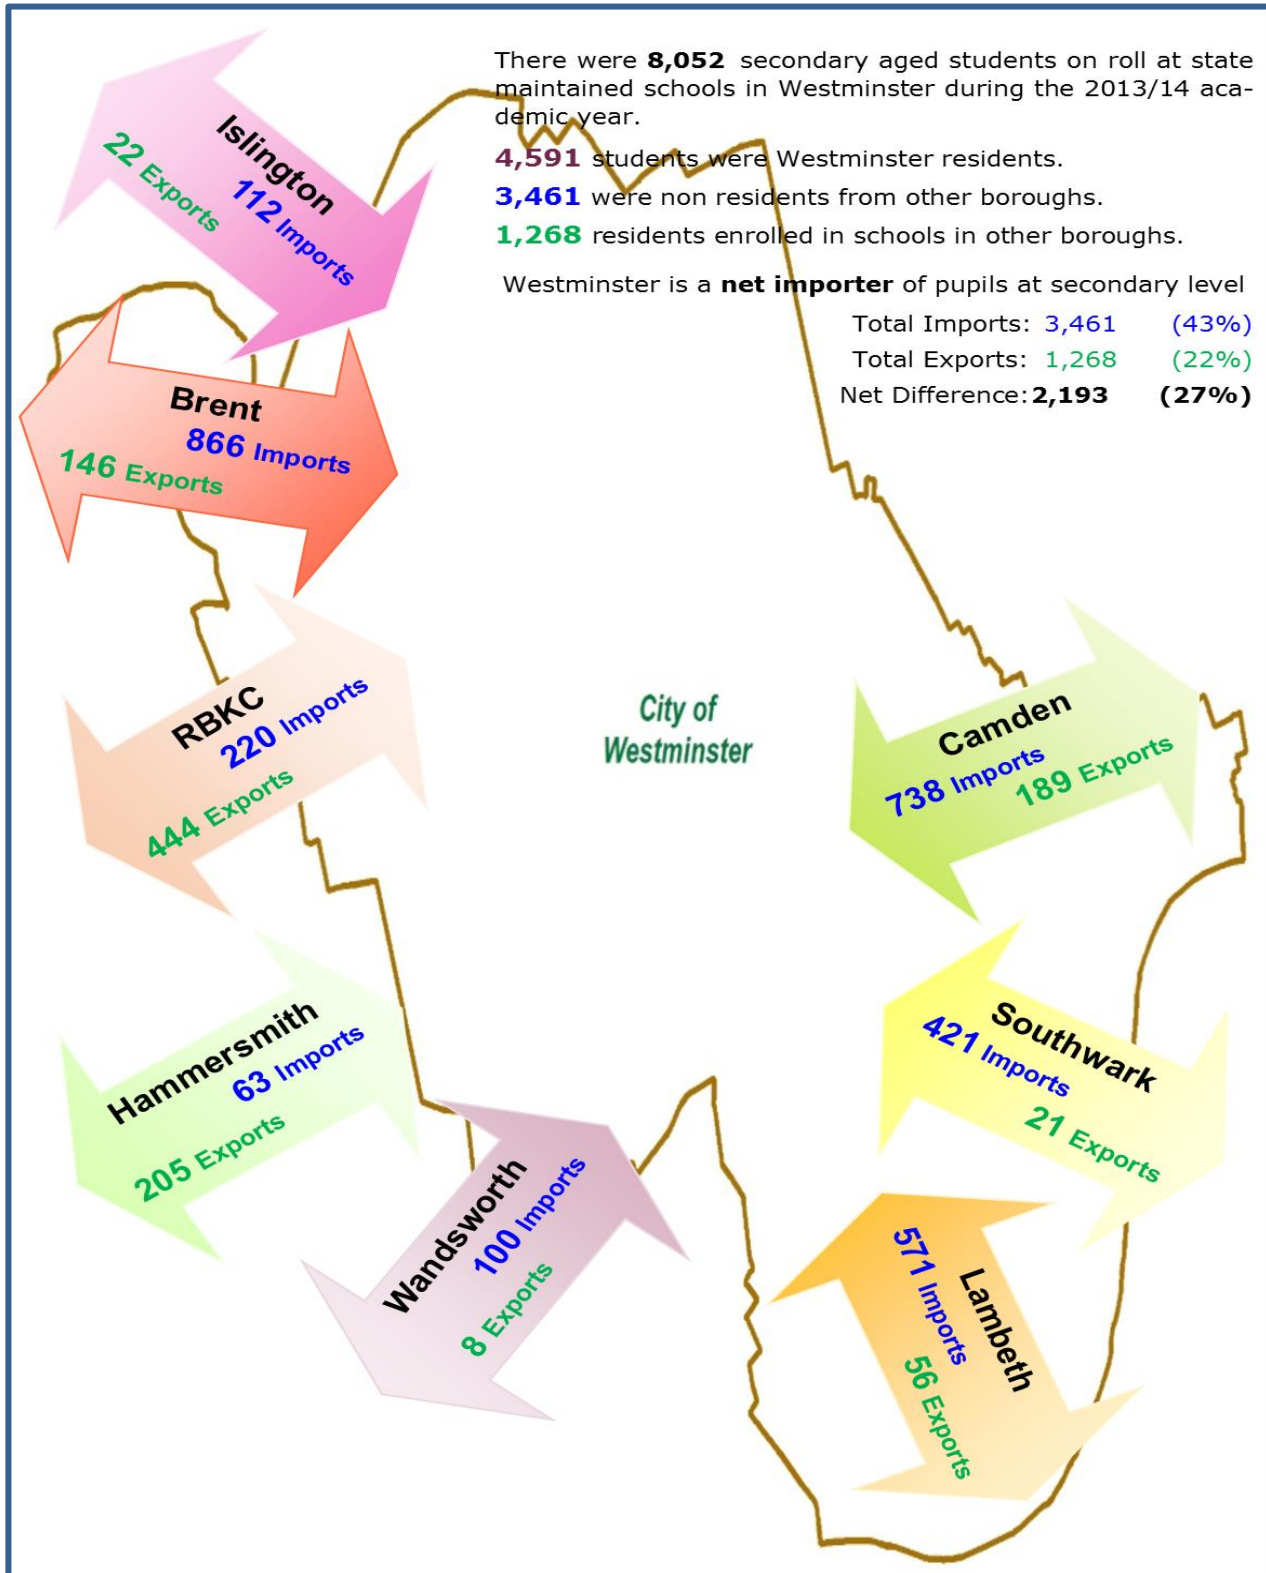 There were 8,052 secondary aged students on roll at state
maintained schools in Westminster during the 2013/14 aca-
demic year.
4,591 students were Westminster residents.
3,461 were non residents from other boroughs.
1,268 residents enrolled in schools in other boroughs.
Westminster is a net importer of pupils at secondary level
Total Imports: 3,461 (43%)
Total Exports: 1,268 (22%)
Net Difference: 2,193 (27%)
Islington
112 Imports
22 Exports
Brent
866 Imports
146 Exports
RBKC
220 Imports
444 Exports
City of
Westminster
Camden
738 Imports
189 Exports
Hammersmith
63 Imports
205 Exports
Southwark
421 Imports
21 Exports
Wandsworth
100 Imports
8 Exports
Lambeth
571 Imports
56 Exports